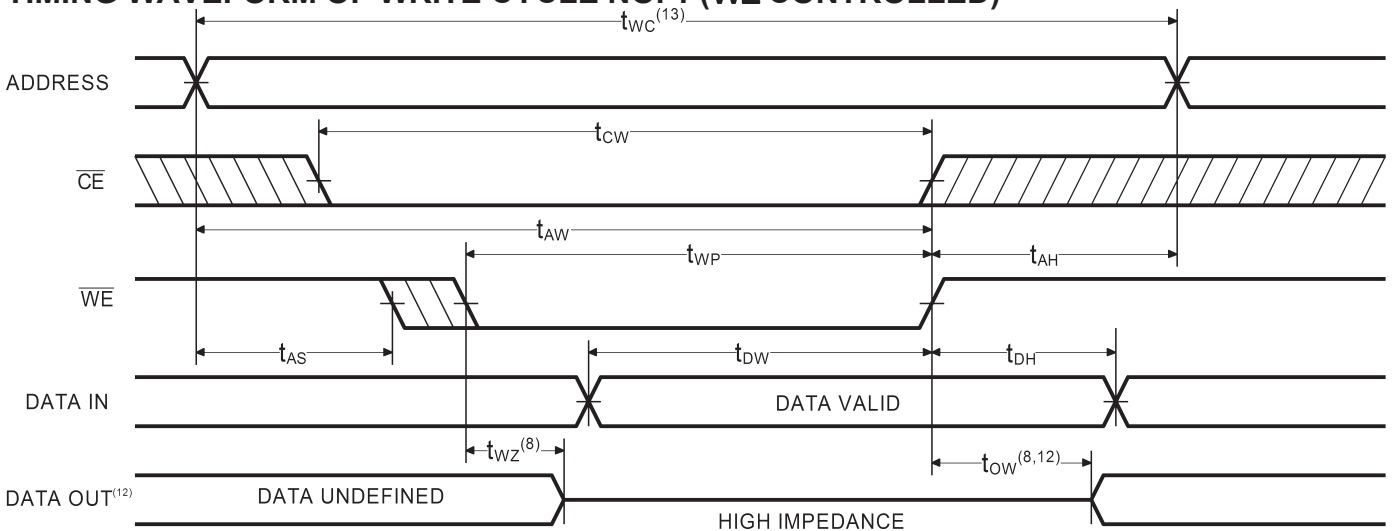 TIMING WAVEFORM OF WRITE CYCLE NO. 1 (WE CONTROLLED)
tWC(13)
ADDRESS
tCW
CE
tAW
tWP
tAH
WE
tAS
tDW
tDH
DATA IN
DATA VALID
tWZ(8)
tOW(8,12)
DATA OUT(12)
DATA UNDEFINED
HIGH IMPEDANCE